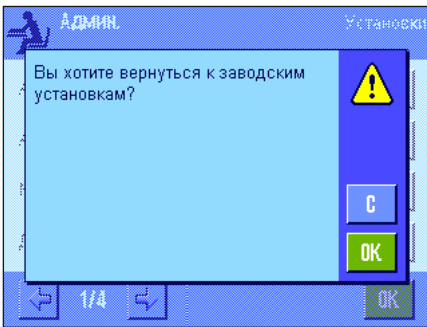 Админ.
Установки
Вы хотите вернуться к заводским
установкам?
C
OK
1/4
OK